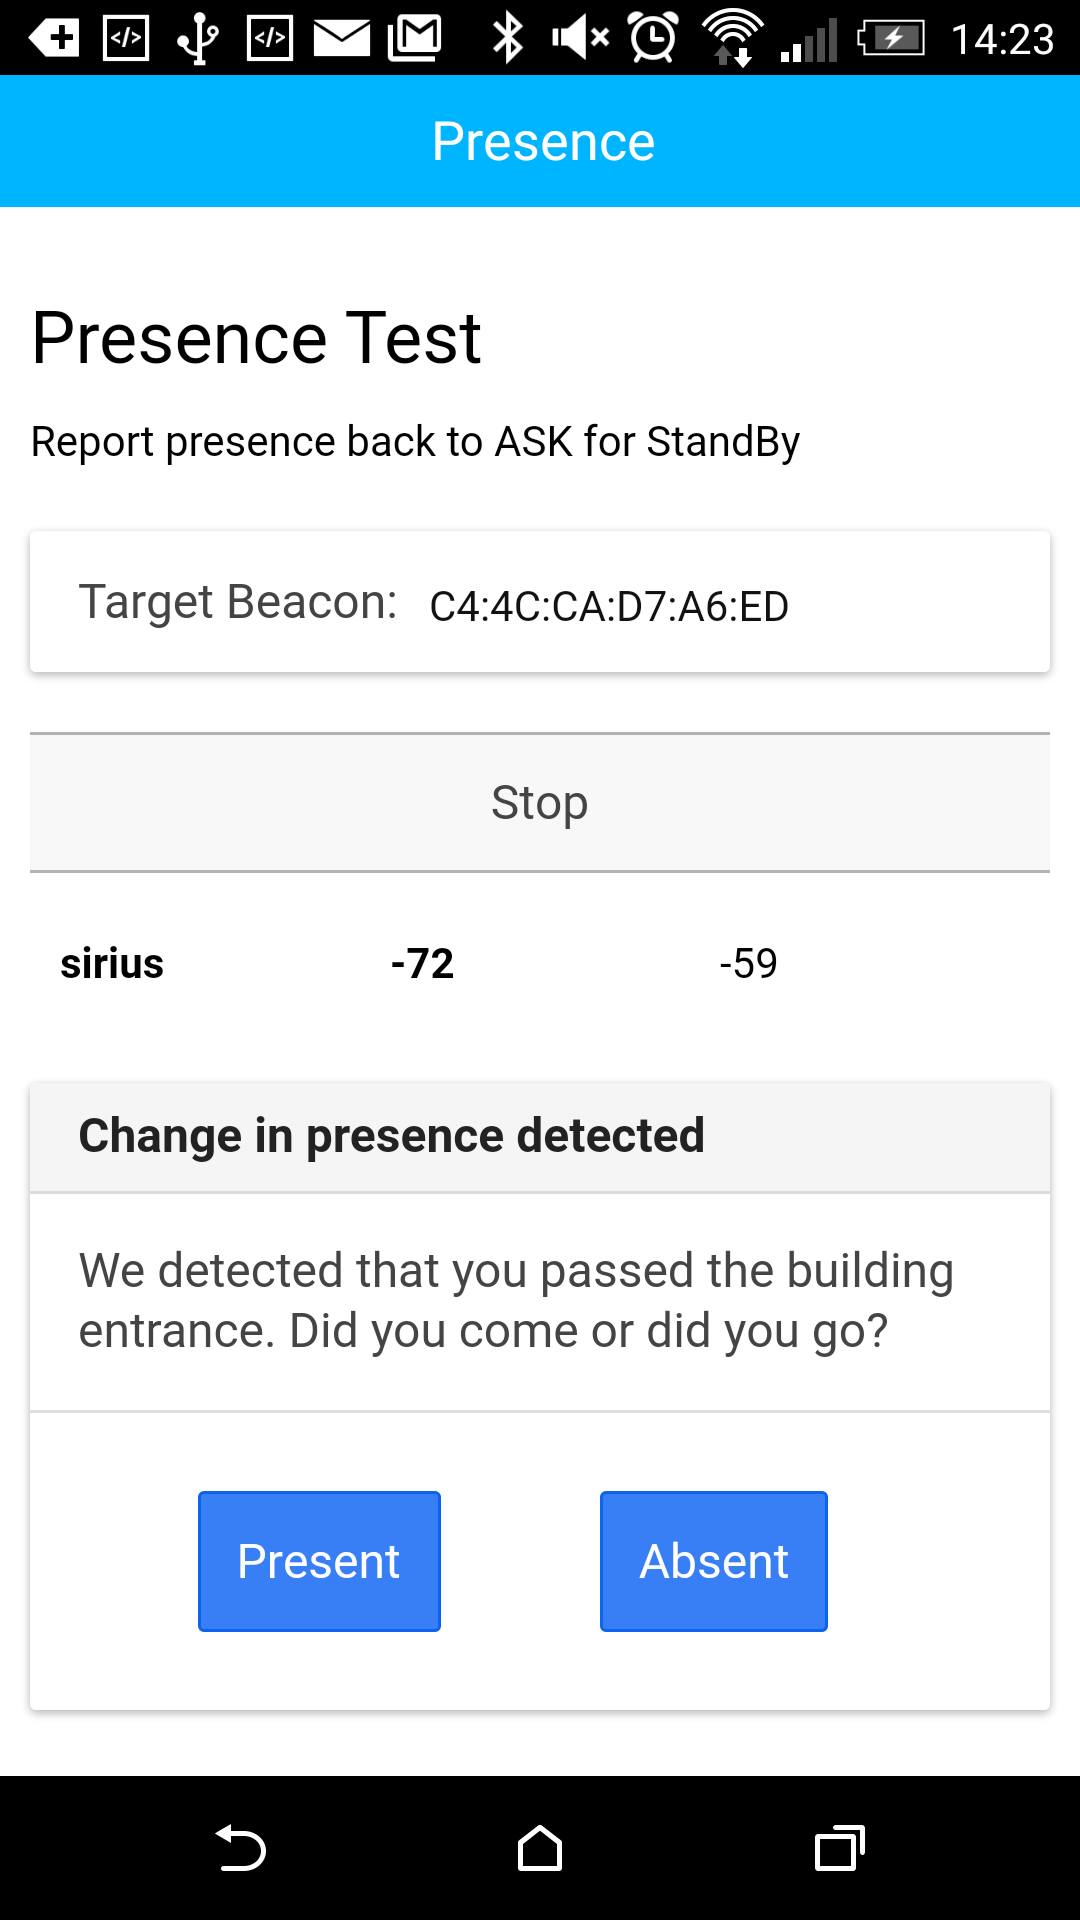 14:23
Presence
Presence Test
Report presence back to ASK for StandBy
Target Beacon: C4:4C:CA:D7:A6:ED
Stop
sirius -72 -59
Change in presence detected
We detected that you passed the building
entrance. Did you come or did you go?
Present Absent